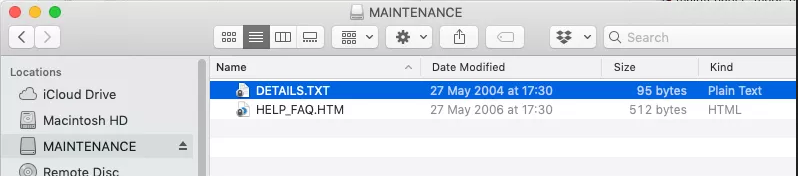 MAINTENANCE
Search
Locations
iCloud Drive
Macintosh HD
MAINTENANCE
Remote Disc
Name Date Modified Size Kind
DETAILS.TXT 27 May 2004 at 17:30 95 bytes Plain Text
HELP_FAQ.HTM 27 May 2006 at 17:30 512 bytes HTML